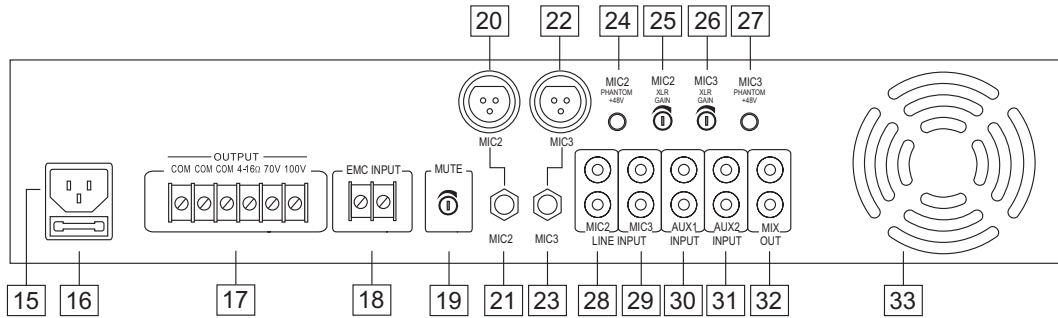 20 22 24 25 26 27
MIC2 PHANTOM +48V
MIC2 XLR GAIN
MIC3 XLR GAIN
MIC3 PHANTOM +48V
MIC2 MIC3
OUTPUT
COM COM COM 4-16Ω 70V 100V
EMC INPUT
MUTE
MIC2 MIC3
MIC2 MIC3 AUX1 AUX2 MIX
LINE INPUT INPUT INPUT OUT
15 16 17 18 19 21 23 28 29 30 31 32 33